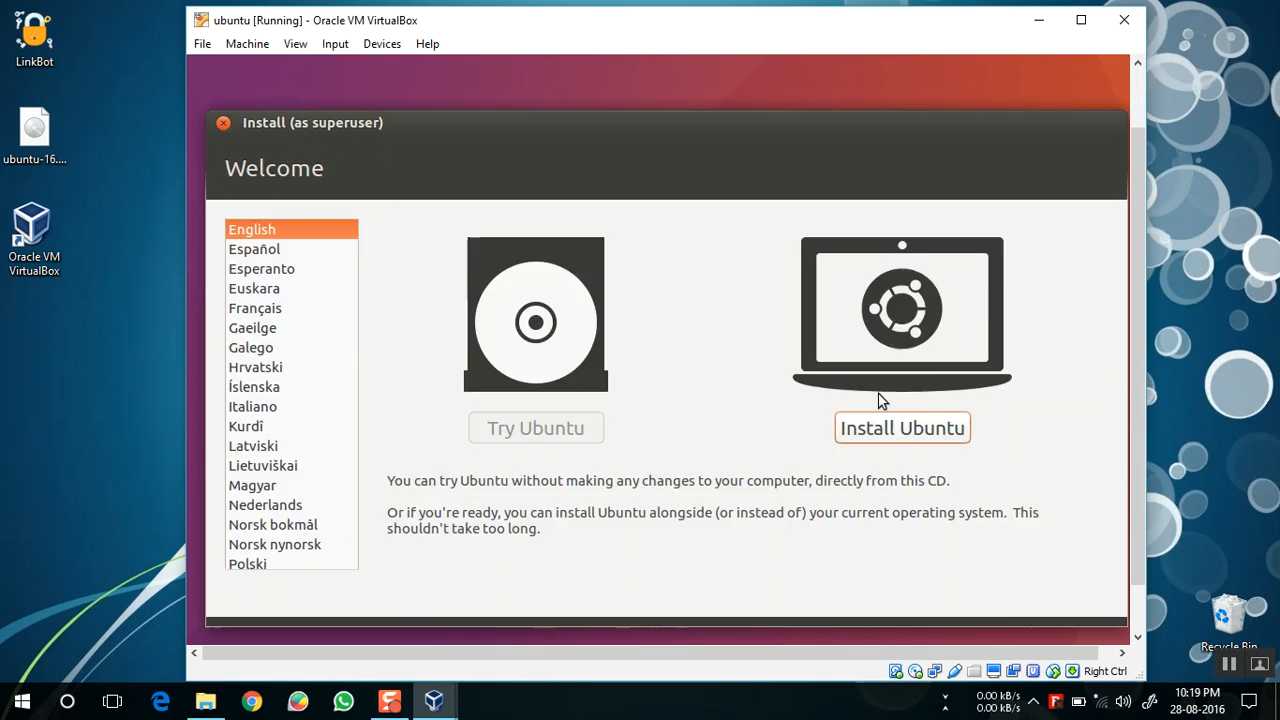 LinkBot
ubuntu-16....
Oracle VM
VirtualBox
ubuntu [Running] - Oracle VM VirtualBox
File Machine View Input Devices Help
Install (as superuser)
Welcome
English
Español
Esperanto
Euskara
Français
Gaeilge
Galego
Hrvatski
Íslenska
Italiano
Kurdî
Latviski
Lietuviškai
Magyar
Nederlands
Norsk bokmål
Norsk nynorsk
Polski
Try Ubuntu
Install Ubuntu
You can try Ubuntu without making any changes to your computer, directly from this CD.
Or if you're ready, you can install Ubuntu alongside (or instead of) your current operating system. This
shouldn't take too long.
Right Ctrl
Recycle Bin
0.00 kB/s
0.00 kB/s
10:19 PM
28-08-2016